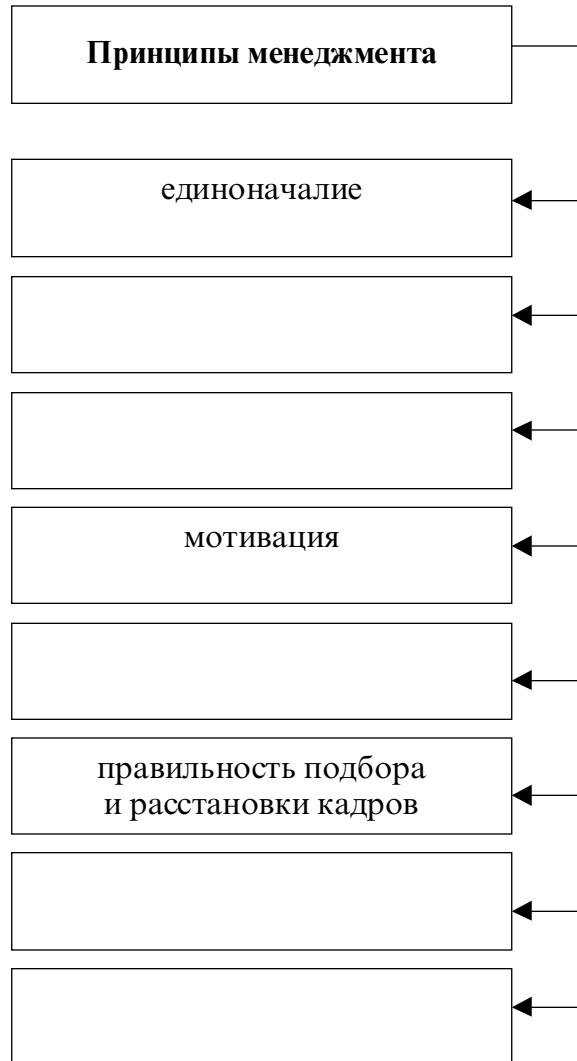 Принципы менеджмента
единоначалие
мотивация
правильность подбора
и расстановки кадров